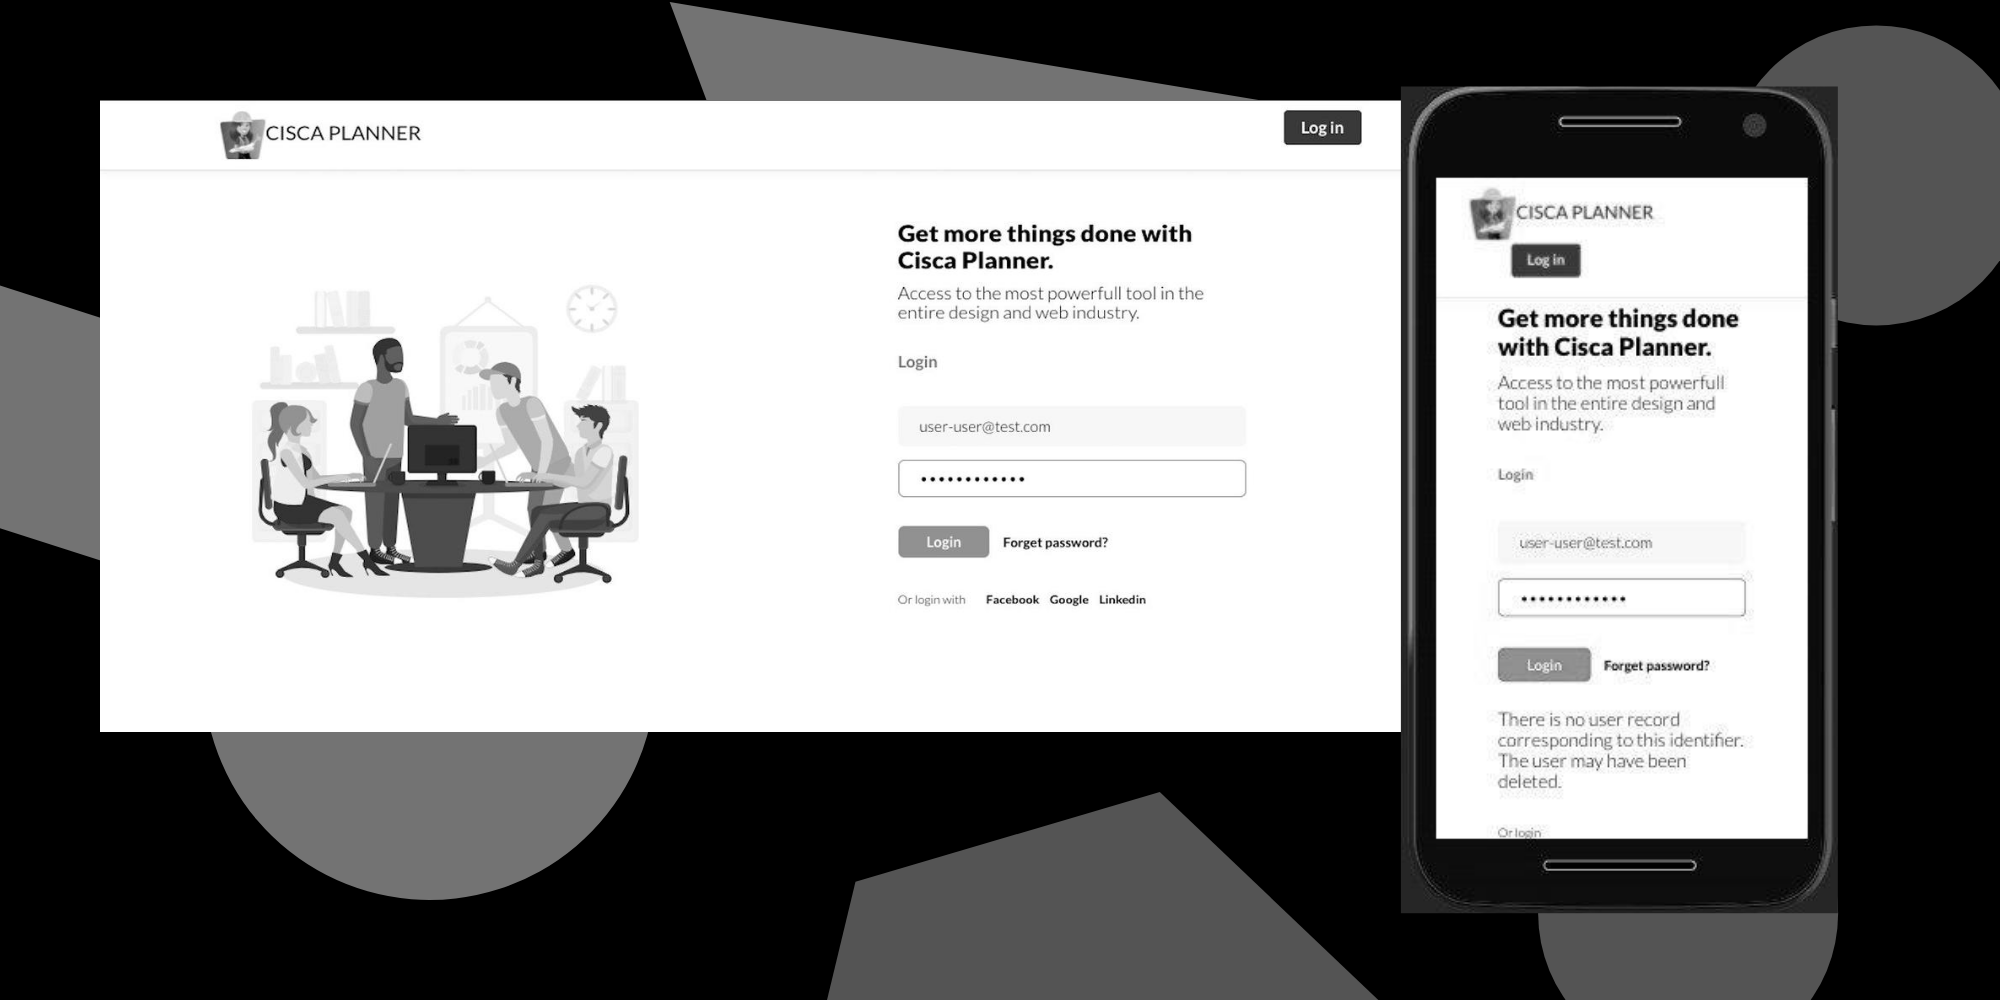 CISCA PLANNER
Log in
Get more things done with
Cisca Planner.
Access to the most powerfull tool in the
entire design and web industry.
Login
user-user@test.com
••••••••••••
Login Forget password?
Or login with Facebook Google Linkedin
CISCA PLANNER
Log in
Get more things done
with Cisca Planner.
Access to the most powerfull
tool in the entire design and
web industry.
Login
user-user@test.com
••••••••••••
Login Forget password?
There is no user record
corresponding to this identifier.
The user may have been
deleted.
Or login